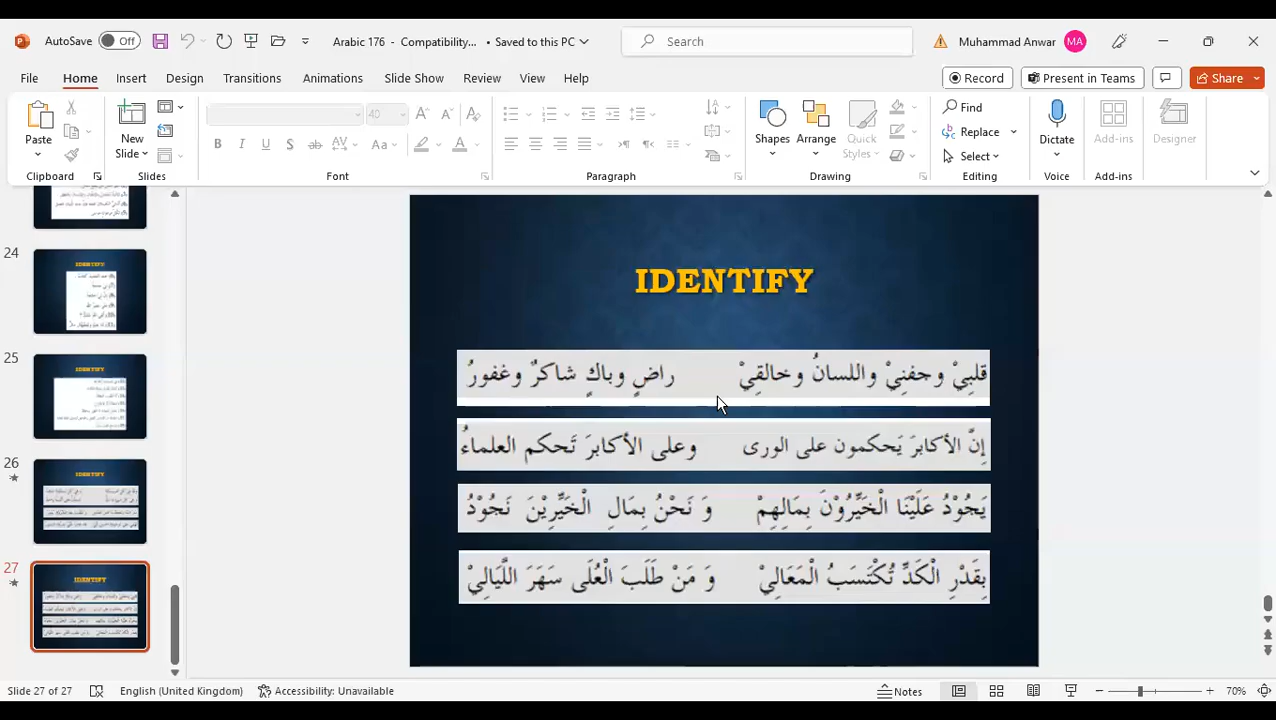 AutoSave Off Arabic 176 - Compatibility... • Saved to this PC Search Muhammad Anwar MA
File Home Insert Design Transitions Animations Slide Show Review View Help Record Present in Teams Share
Paste New Slide 40 Shapes Arrange Quick Styles Find Replace Select Dictate Add-ins Designer
Clipboard Slides Font Paragraph Drawing Editing Voice Add-ins
24
25
26
27
IDENTIFY
قلبِيْ وجفنِيْ واللسانُ وخالقِيْ راضٍ وباكٍ شاكرٌ وغفورُ
إنَّ الأكابرَ يَحكمون على الورى وعلى الأكابرَ تَحكم العلماءُ
يَجُوْدُ عَلَيْنَا الْخَيِّرُوْنَ بِمَالِهِم وَ نَحْنُ بِمَالِ الْخَيِّرِيْنَ نَجُوْدُ
بِقَدْرِ الْكَدِّ تُكْتَسَبُ الْمَعَالِيْ وَ مَنْ طَلَبَ الْعُلَى سَهَرَ اللَّيَالِيْ
Slide 27 of 27 English (United Kingdom) Accessibility: Unavailable Notes 70%